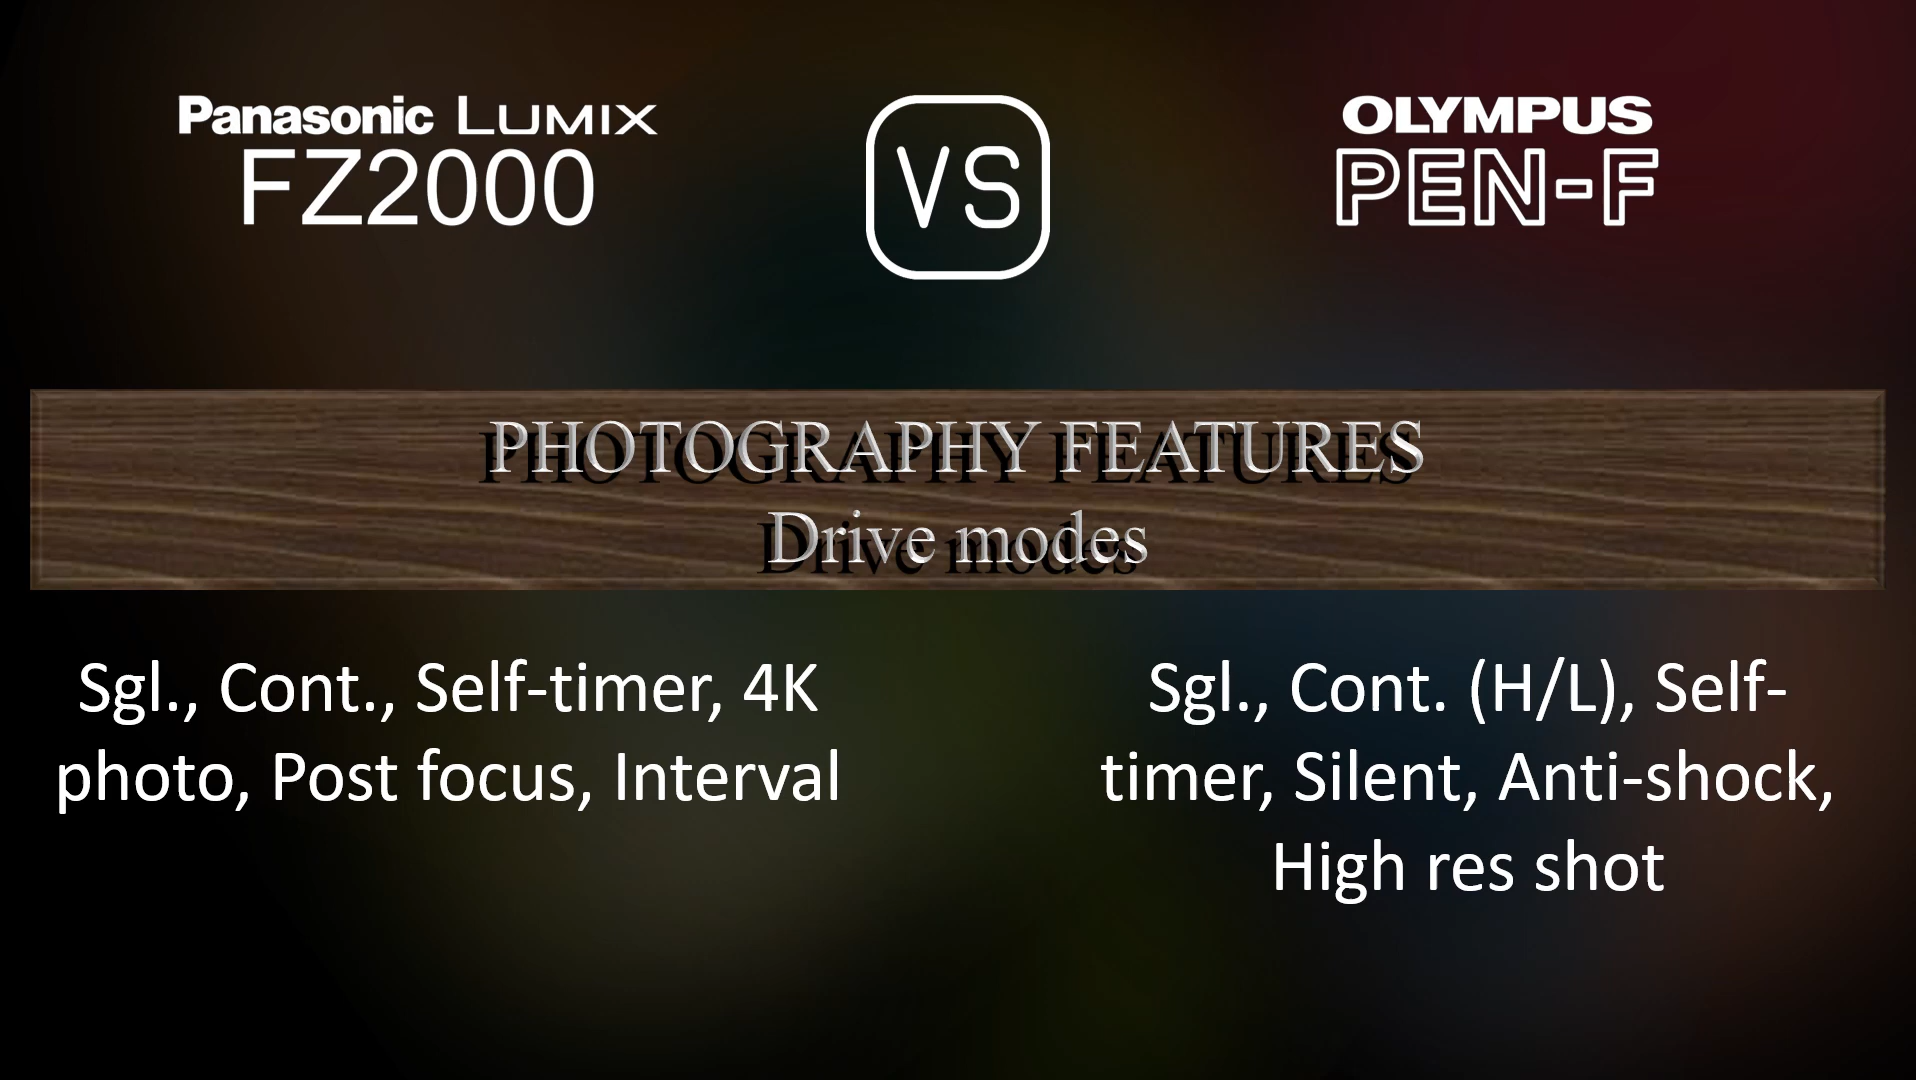 Panasonic LUMIX
FZ2000
VS
OLYMPUS
PEN-F
PHOTOGRAPHY FEATURES
Drive modes
Sgl., Cont., Self-timer, 4K
photo, Post focus, Interval
Sgl., Cont. (H/L), Self-
timer, Silent, Anti-shock,
High res shot